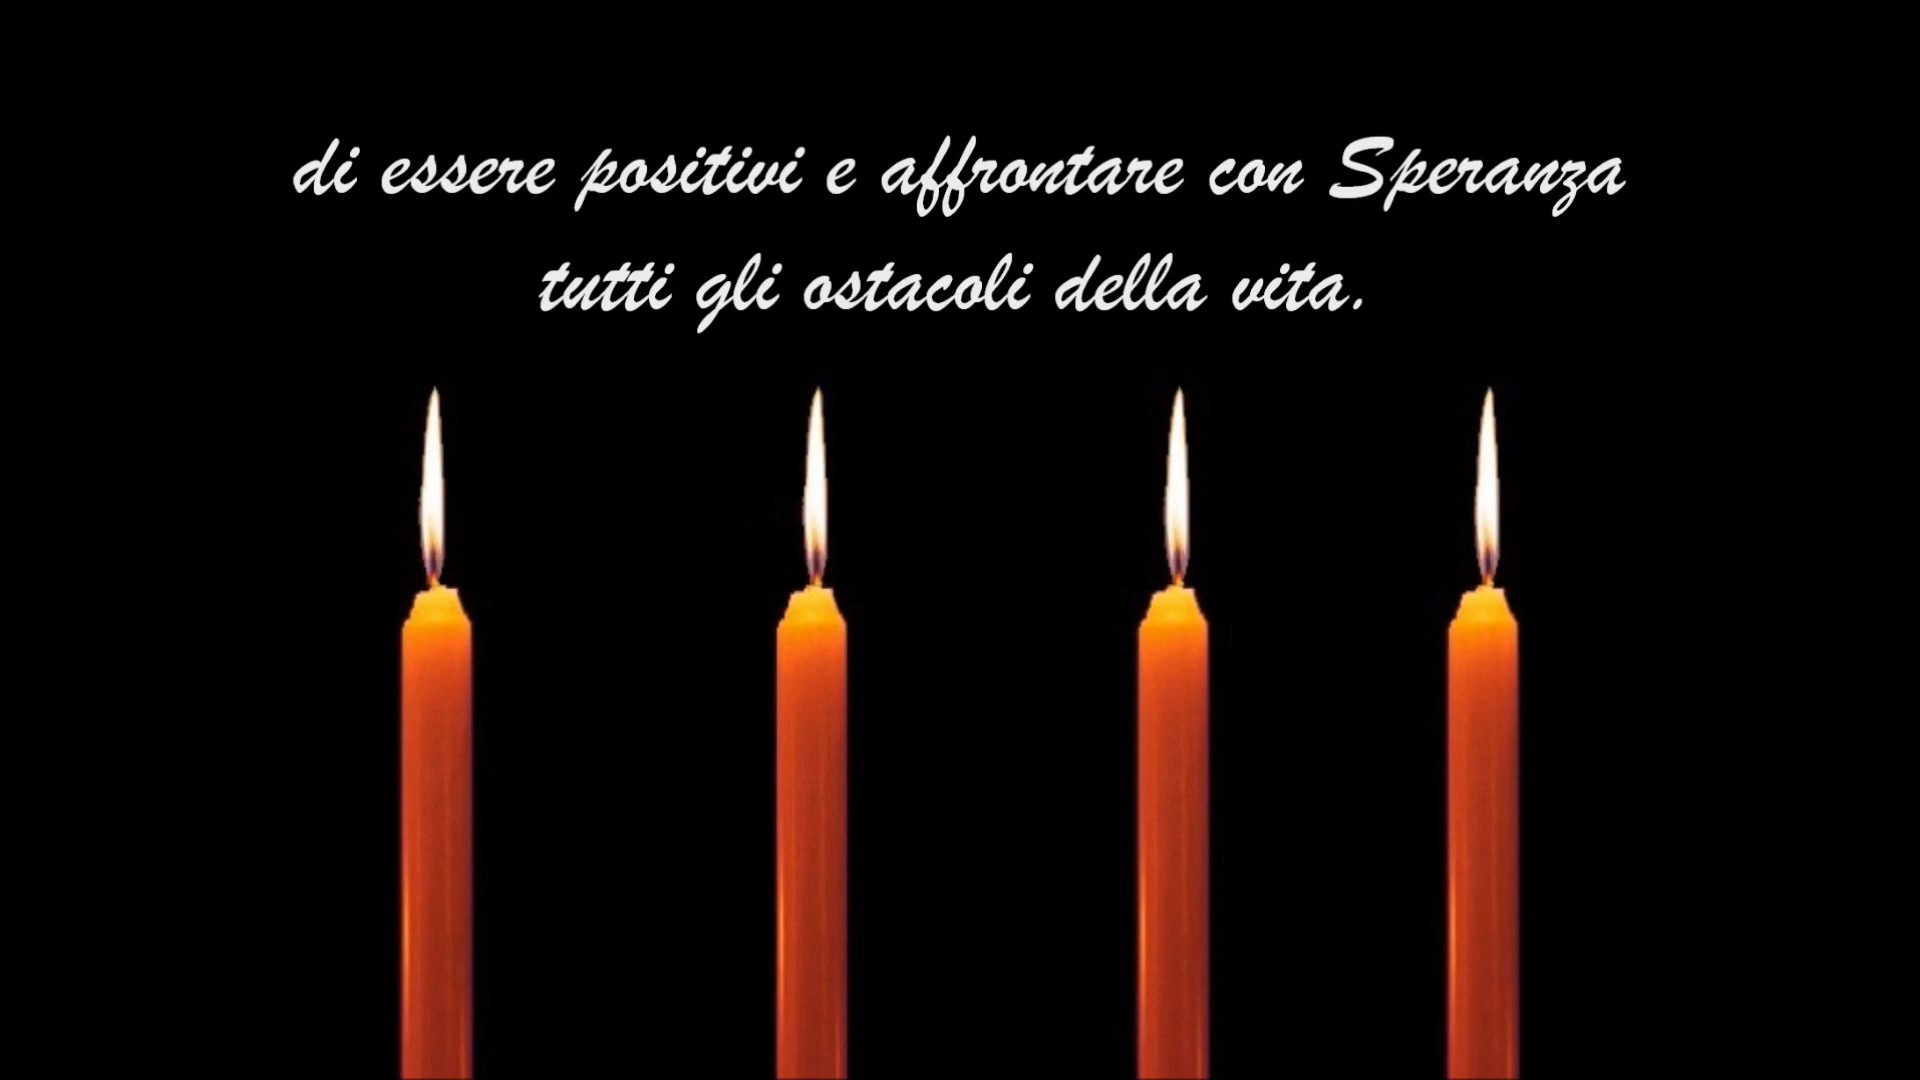 di essere positivi e affrontare con Speranza
tutti gli ostacoli della vita.